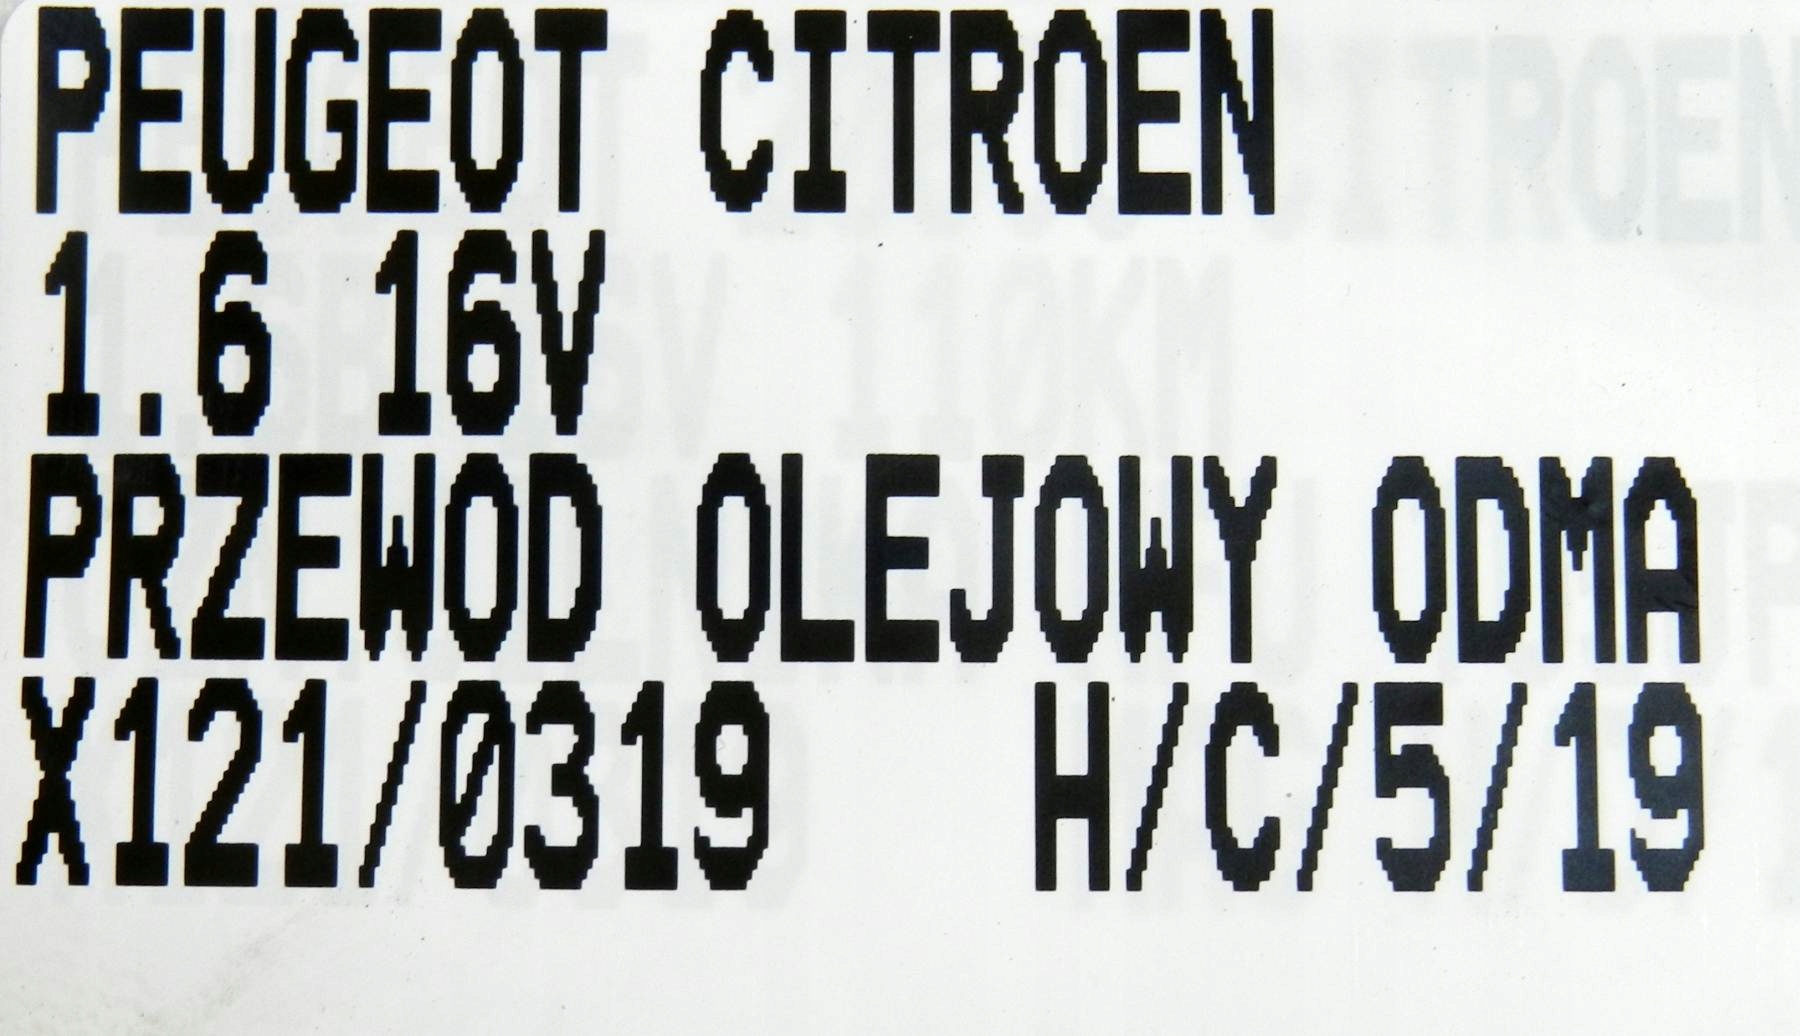 PEUGEOT CITROEN
1.6 16V
PRZEWOD OLEJOWY ODMA
X121/0319 H/C/5/19